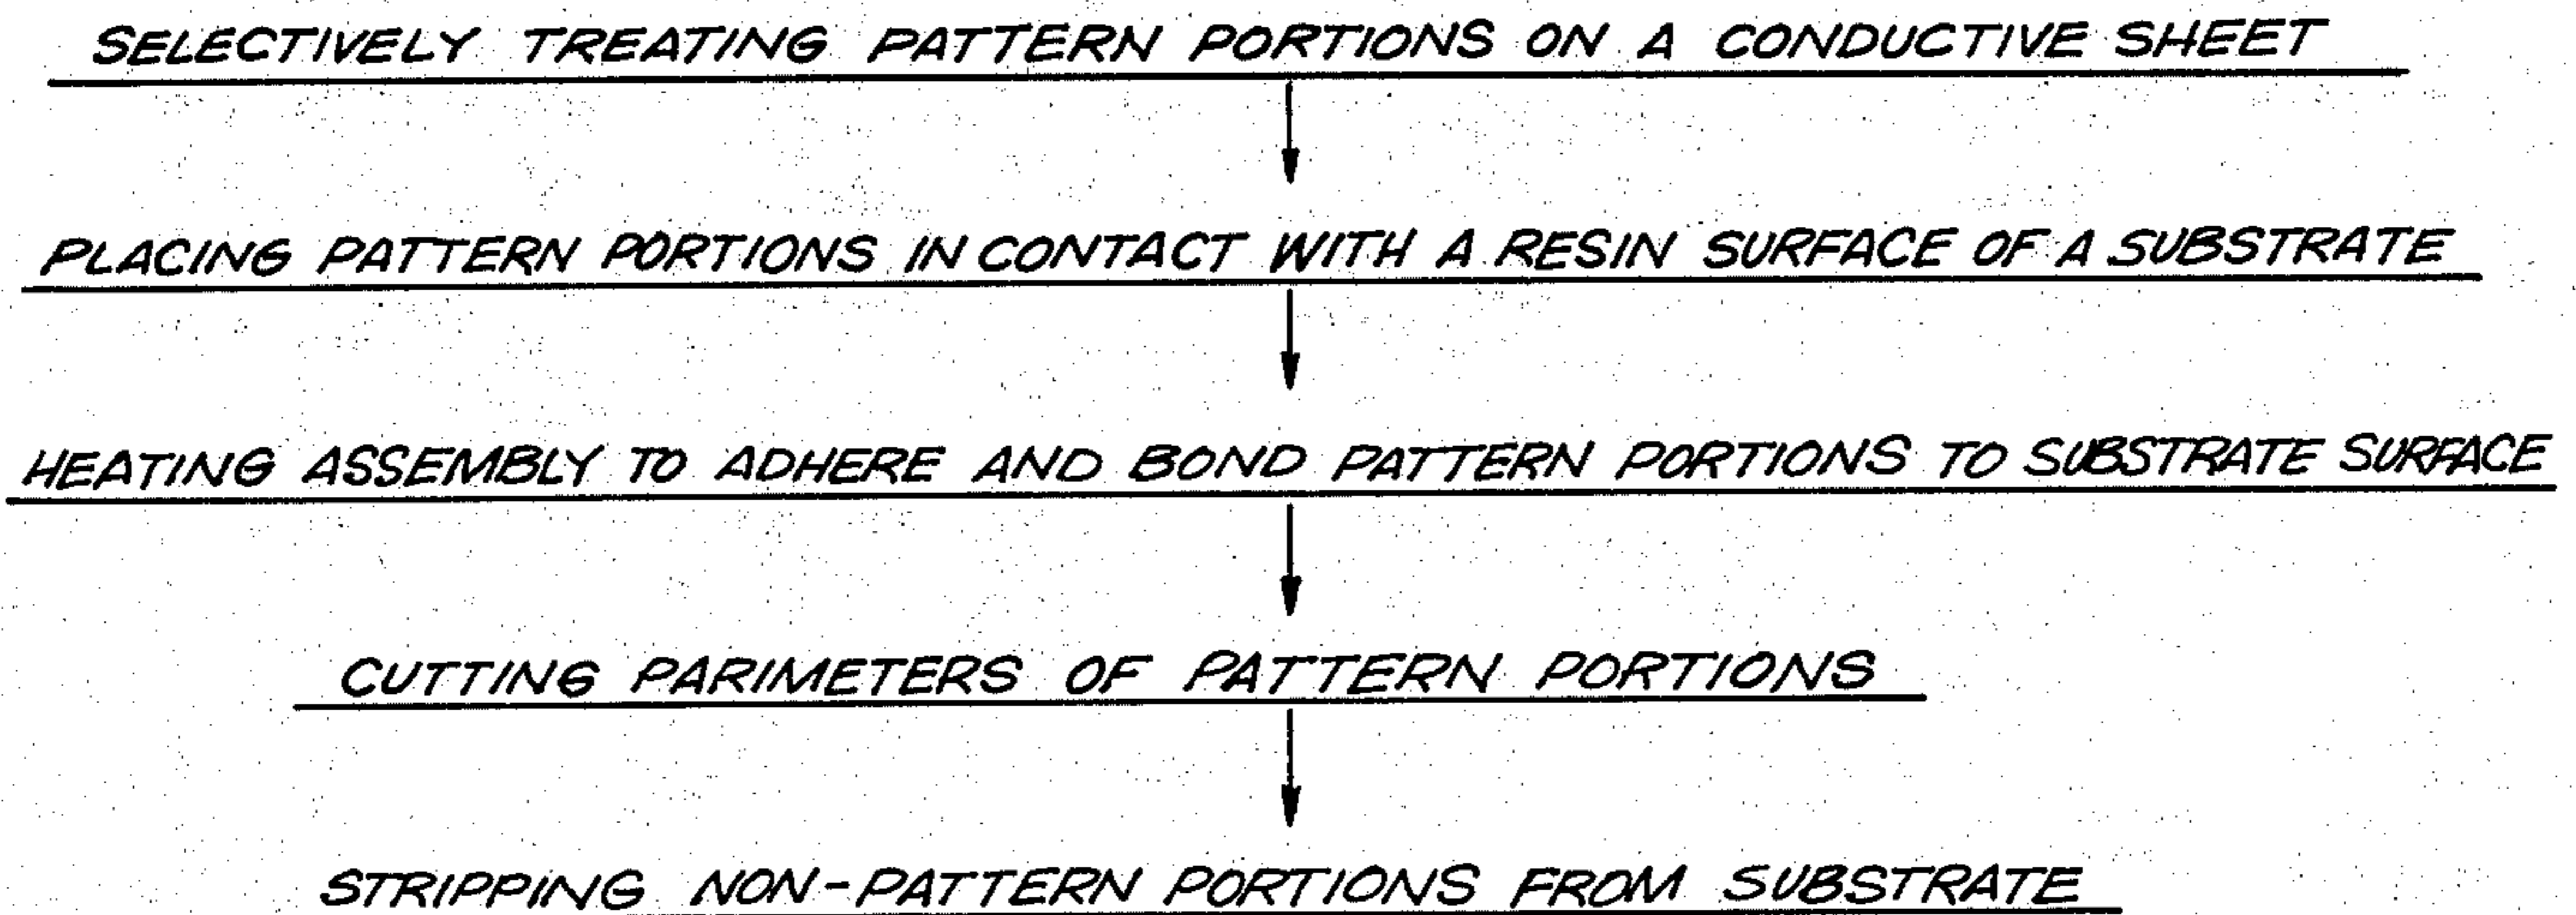 SELECTIVELY TREATING PATTERN PORTIONS ON A CONDUCTIVE SHEET
PLACING PATTERN PORTIONS IN CONTACT WITH A RESIN SURFACE OF A SUBSTRATE
HEATING ASSEMBLY TO ADHERE AND BOND PATTERN PORTIONS TO SUBSTRATE SURFACE
CUTTING PARIMETERS OF PATTERN PORTIONS
STRIPPING NON-PATTERN PORTIONS FROM SUBSTRATE